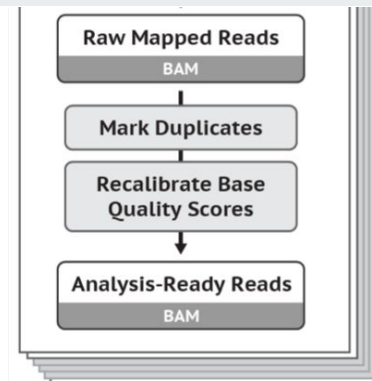 Raw Mapped Reads
BAM
Mark Duplicates
Recalibrate Base
Quality Scores
Analysis-Ready Reads
BAM